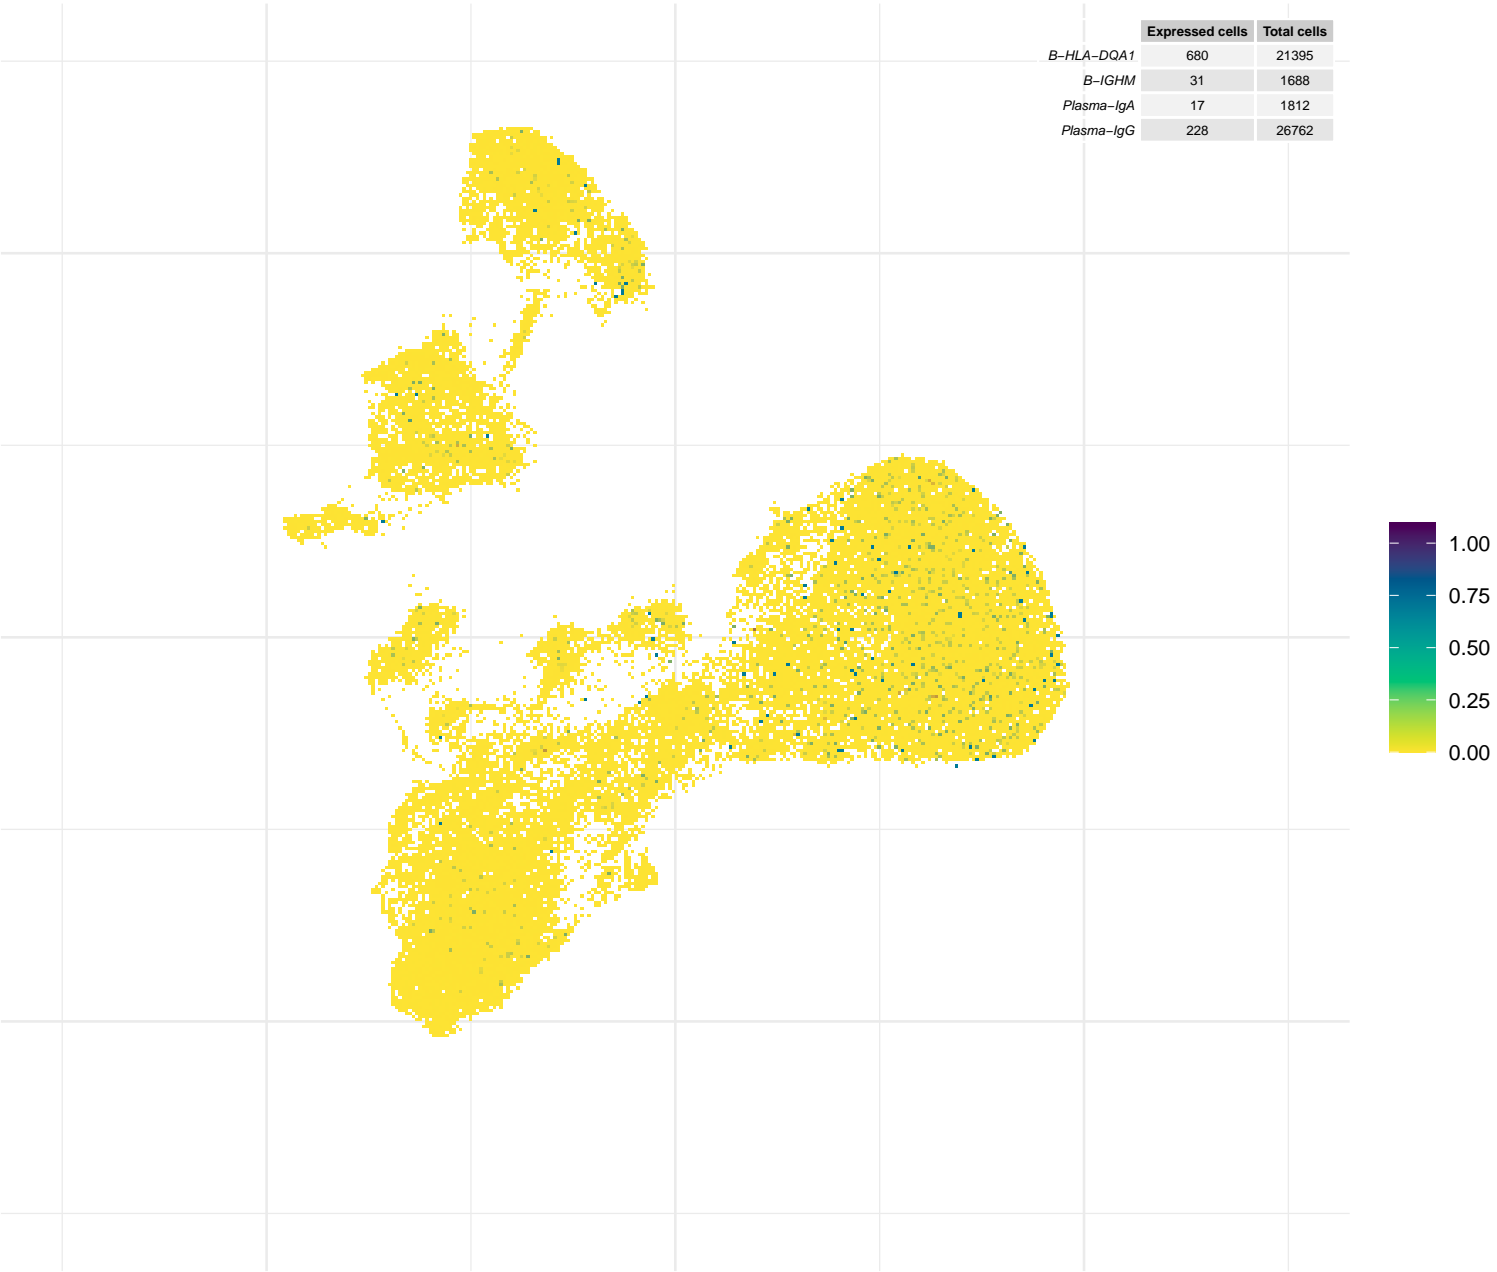 Expressed cells Total cells
B−HLA−DQA1 680 21395
B−IGHM 31 1688
Plasma−IgA 17 1812
Plasma−IgG 228 26762
1.00
0.75
0.50
0.25
0.00